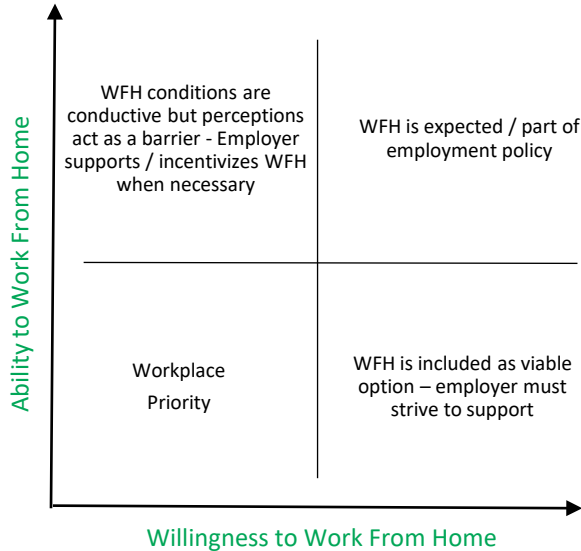 WFH conditions are
conducive but perceptions
act as a barrier - Employer
supports / incentivizes WFH
when necessary
WFH is expected / part of
employment policy
Ability to Work From Home
Workplace
Priority
WFH is included as viable
option – employer must
strive to support
Willingness to Work From Home